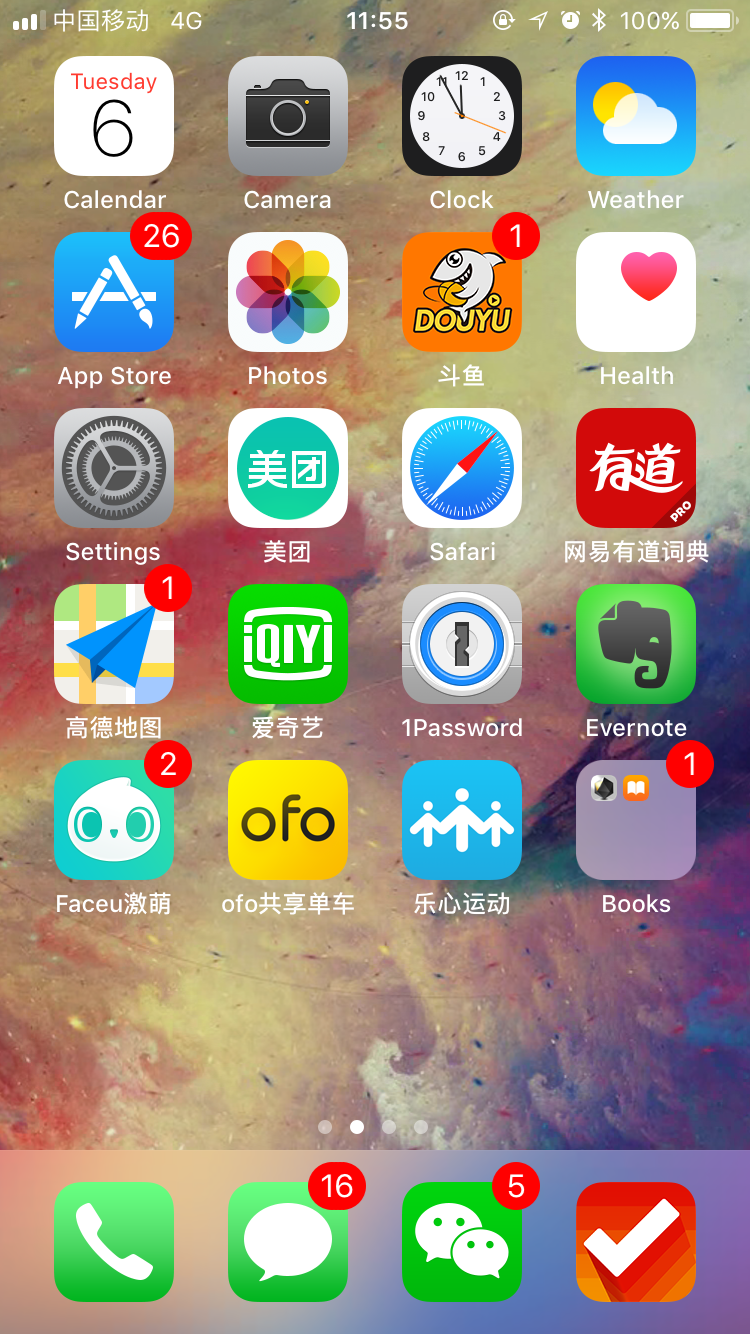 中国移动 4G 11:55 100%
Tuesday
6
12
11 1
10 2
9 3
8 4
7 5
6
Calendar Camera Clock Weather
26 1
DOUYU
App Store Photos 斗鱼 Health
美团 有道
PRO
Settings 美团 Safari 网易有道词典
1
iQIYI
高德地图 爱奇艺 1Password Evernote
2 1
ofo
Faceu激萌 ofo共享单车 乐心运动 Books
16 5